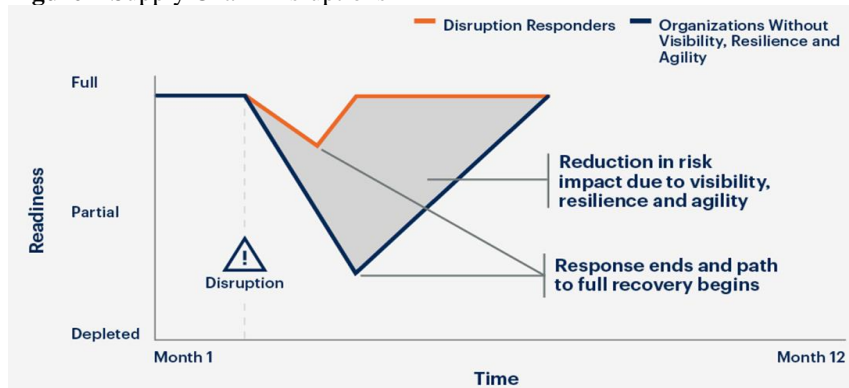 Disruption Responders
Organizations Without
Visibility, Resilience and
Agility
Full
Readiness
Partial
Depleted
!
Disruption
Reduction in risk
impact due to visibility,
resilience and agility
Response ends and path
to full recovery begins
Month 1
Month 12
Time